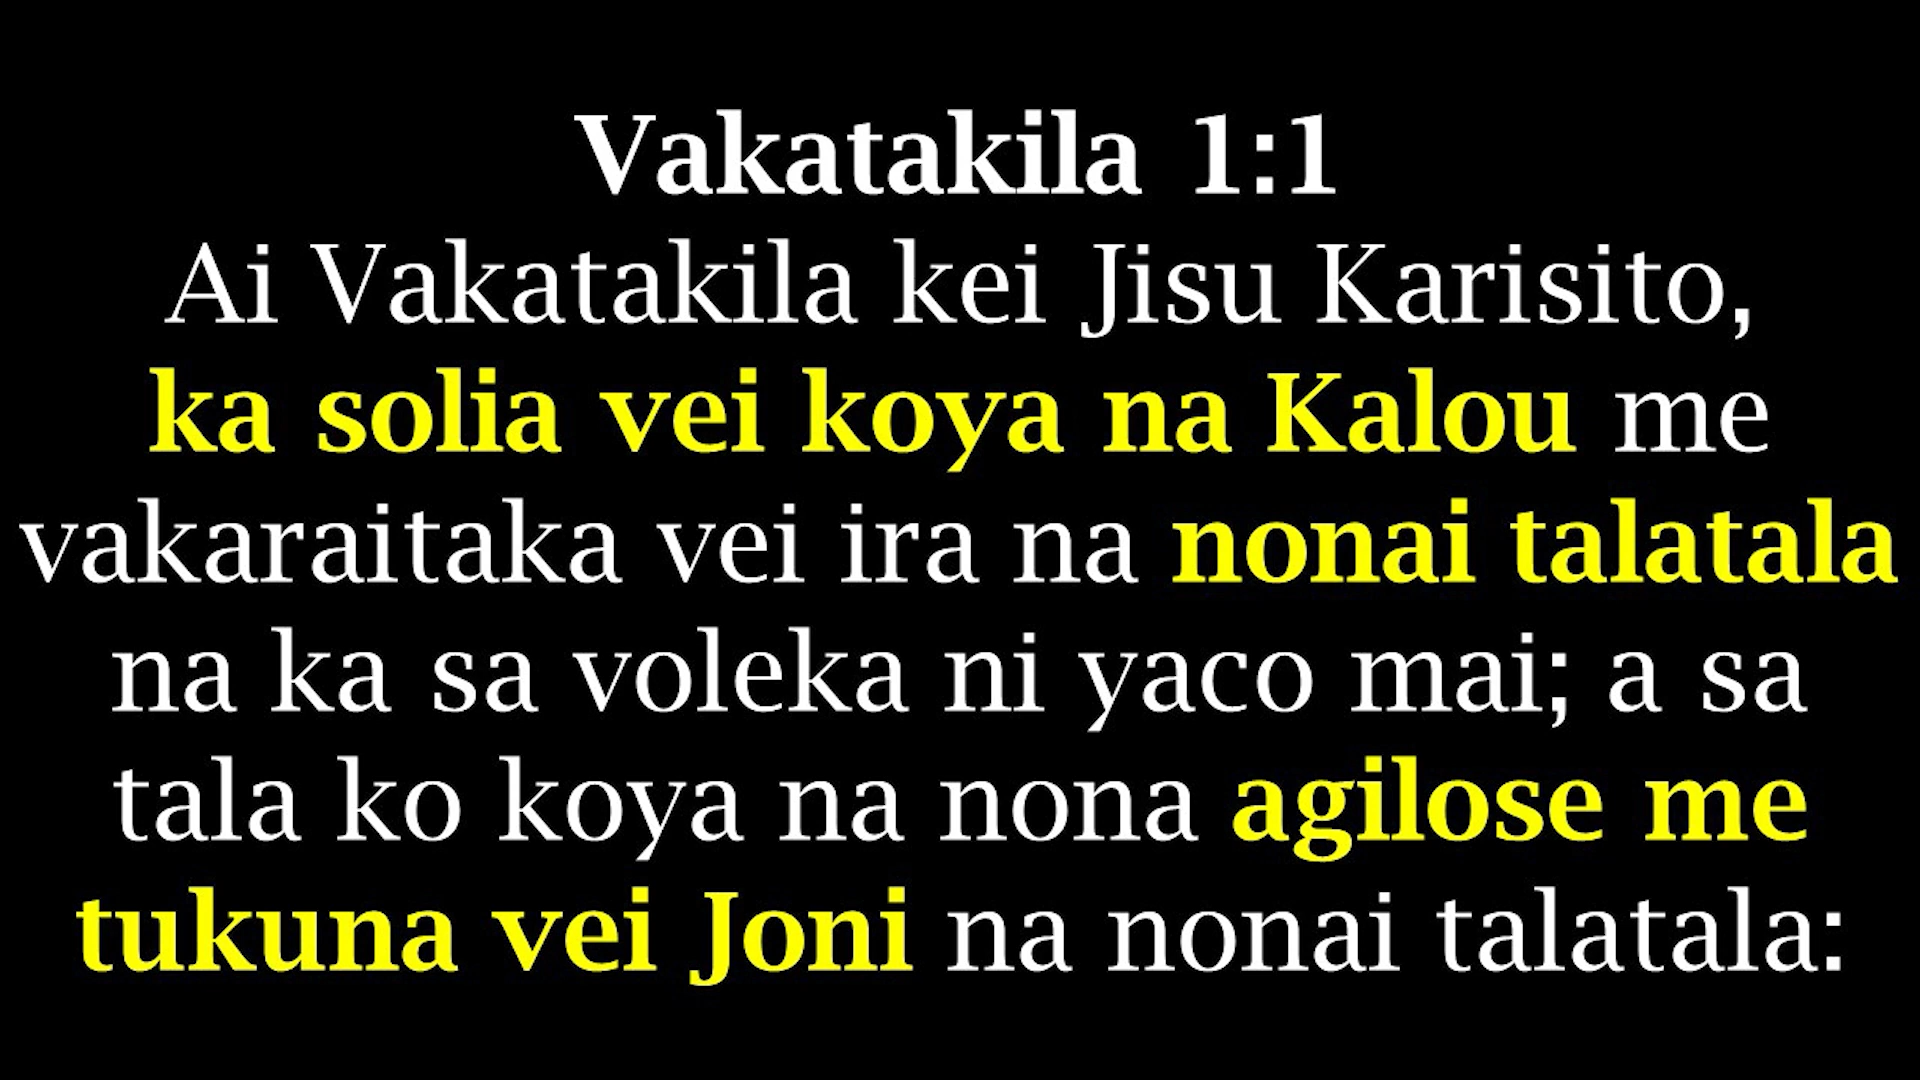 Vakatakila 1:1
Ai Vakatakila kei Jisu Karisito,
ka solia vei koya na Kalou me
vakaraitaka vei ira na nonai talatala
na ka sa voleka ni yaco mai; a sa
tala ko koya na nona agilose me
tukuna vei Joni na nonai talatala: